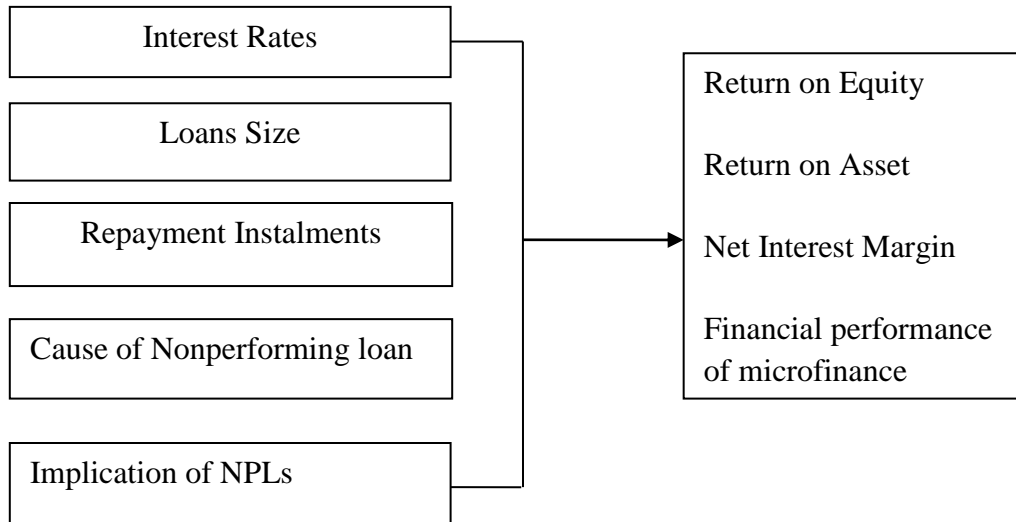 Interest Rates
Loans Size
Repayment Instalments
Cause of Nonperforming loan
Implication of NPLs
Return on Equity
Return on Asset
Net Interest Margin
Financial performance
of microfinance